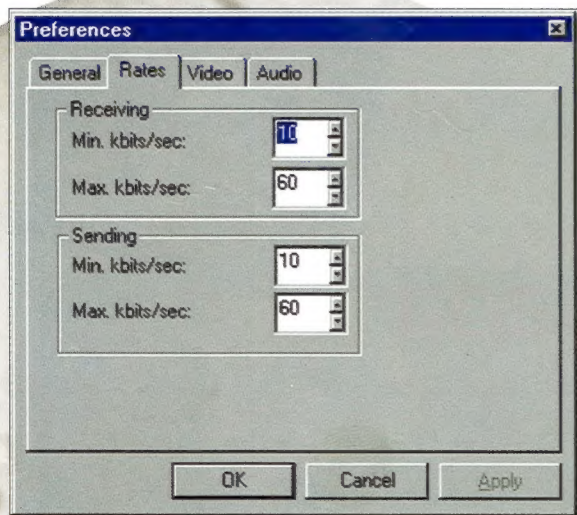 Preferences
General Rates Video Audio
Receiving
Min. kbits/sec: 10
Max. kbits/sec: 60
Sending
Min. kbits/sec: 10
Max. kbits/sec: 60
OK Cancel Apply